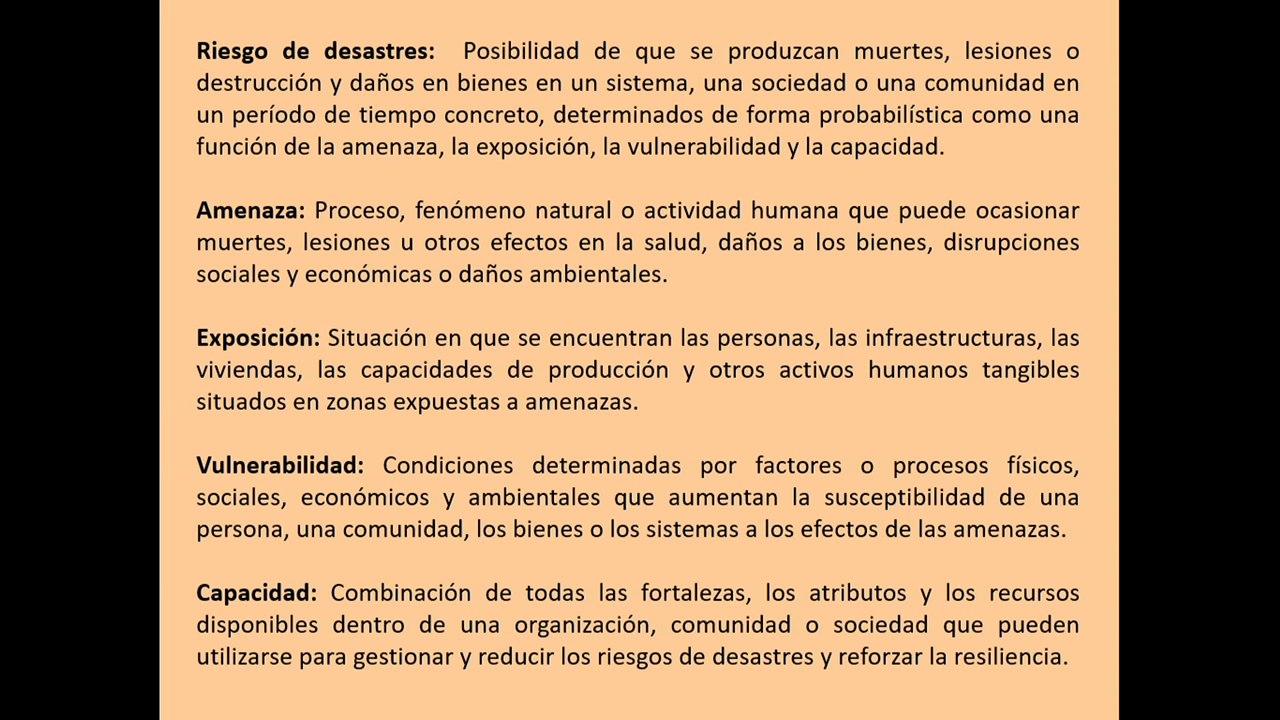 Riesgo de desastres: Posibilidad de que se produzcan muertes, lesiones o
destrucción y daños en bienes en un sistema, una sociedad o una comunidad en
un período de tiempo concreto, determinados de forma probabilística como una
función de la amenaza, la exposición, la vulnerabilidad y la capacidad.
Amenaza: Proceso, fenómeno natural o actividad humana que puede ocasionar
muertes, lesiones u otros efectos en la salud, daños a los bienes, disrupciones
sociales y económicas o daños ambientales.
Exposición: Situación en que se encuentran las personas, las infraestructuras, las
viviendas, las capacidades de producción y otros activos humanos tangibles
situados en zonas expuestas a amenazas.
Vulnerabilidad: Condiciones determinadas por factores o procesos físicos,
sociales, económicos y ambientales que aumentan la susceptibilidad de una
persona, una comunidad, los bienes o los sistemas a los efectos de las amenazas.
Capacidad: Combinación de todas las fortalezas, los atributos y los recursos
disponibles dentro de una organización, comunidad o sociedad que pueden
utilizarse para gestionar y reducir los riesgos de desastres y reforzar la resiliencia.